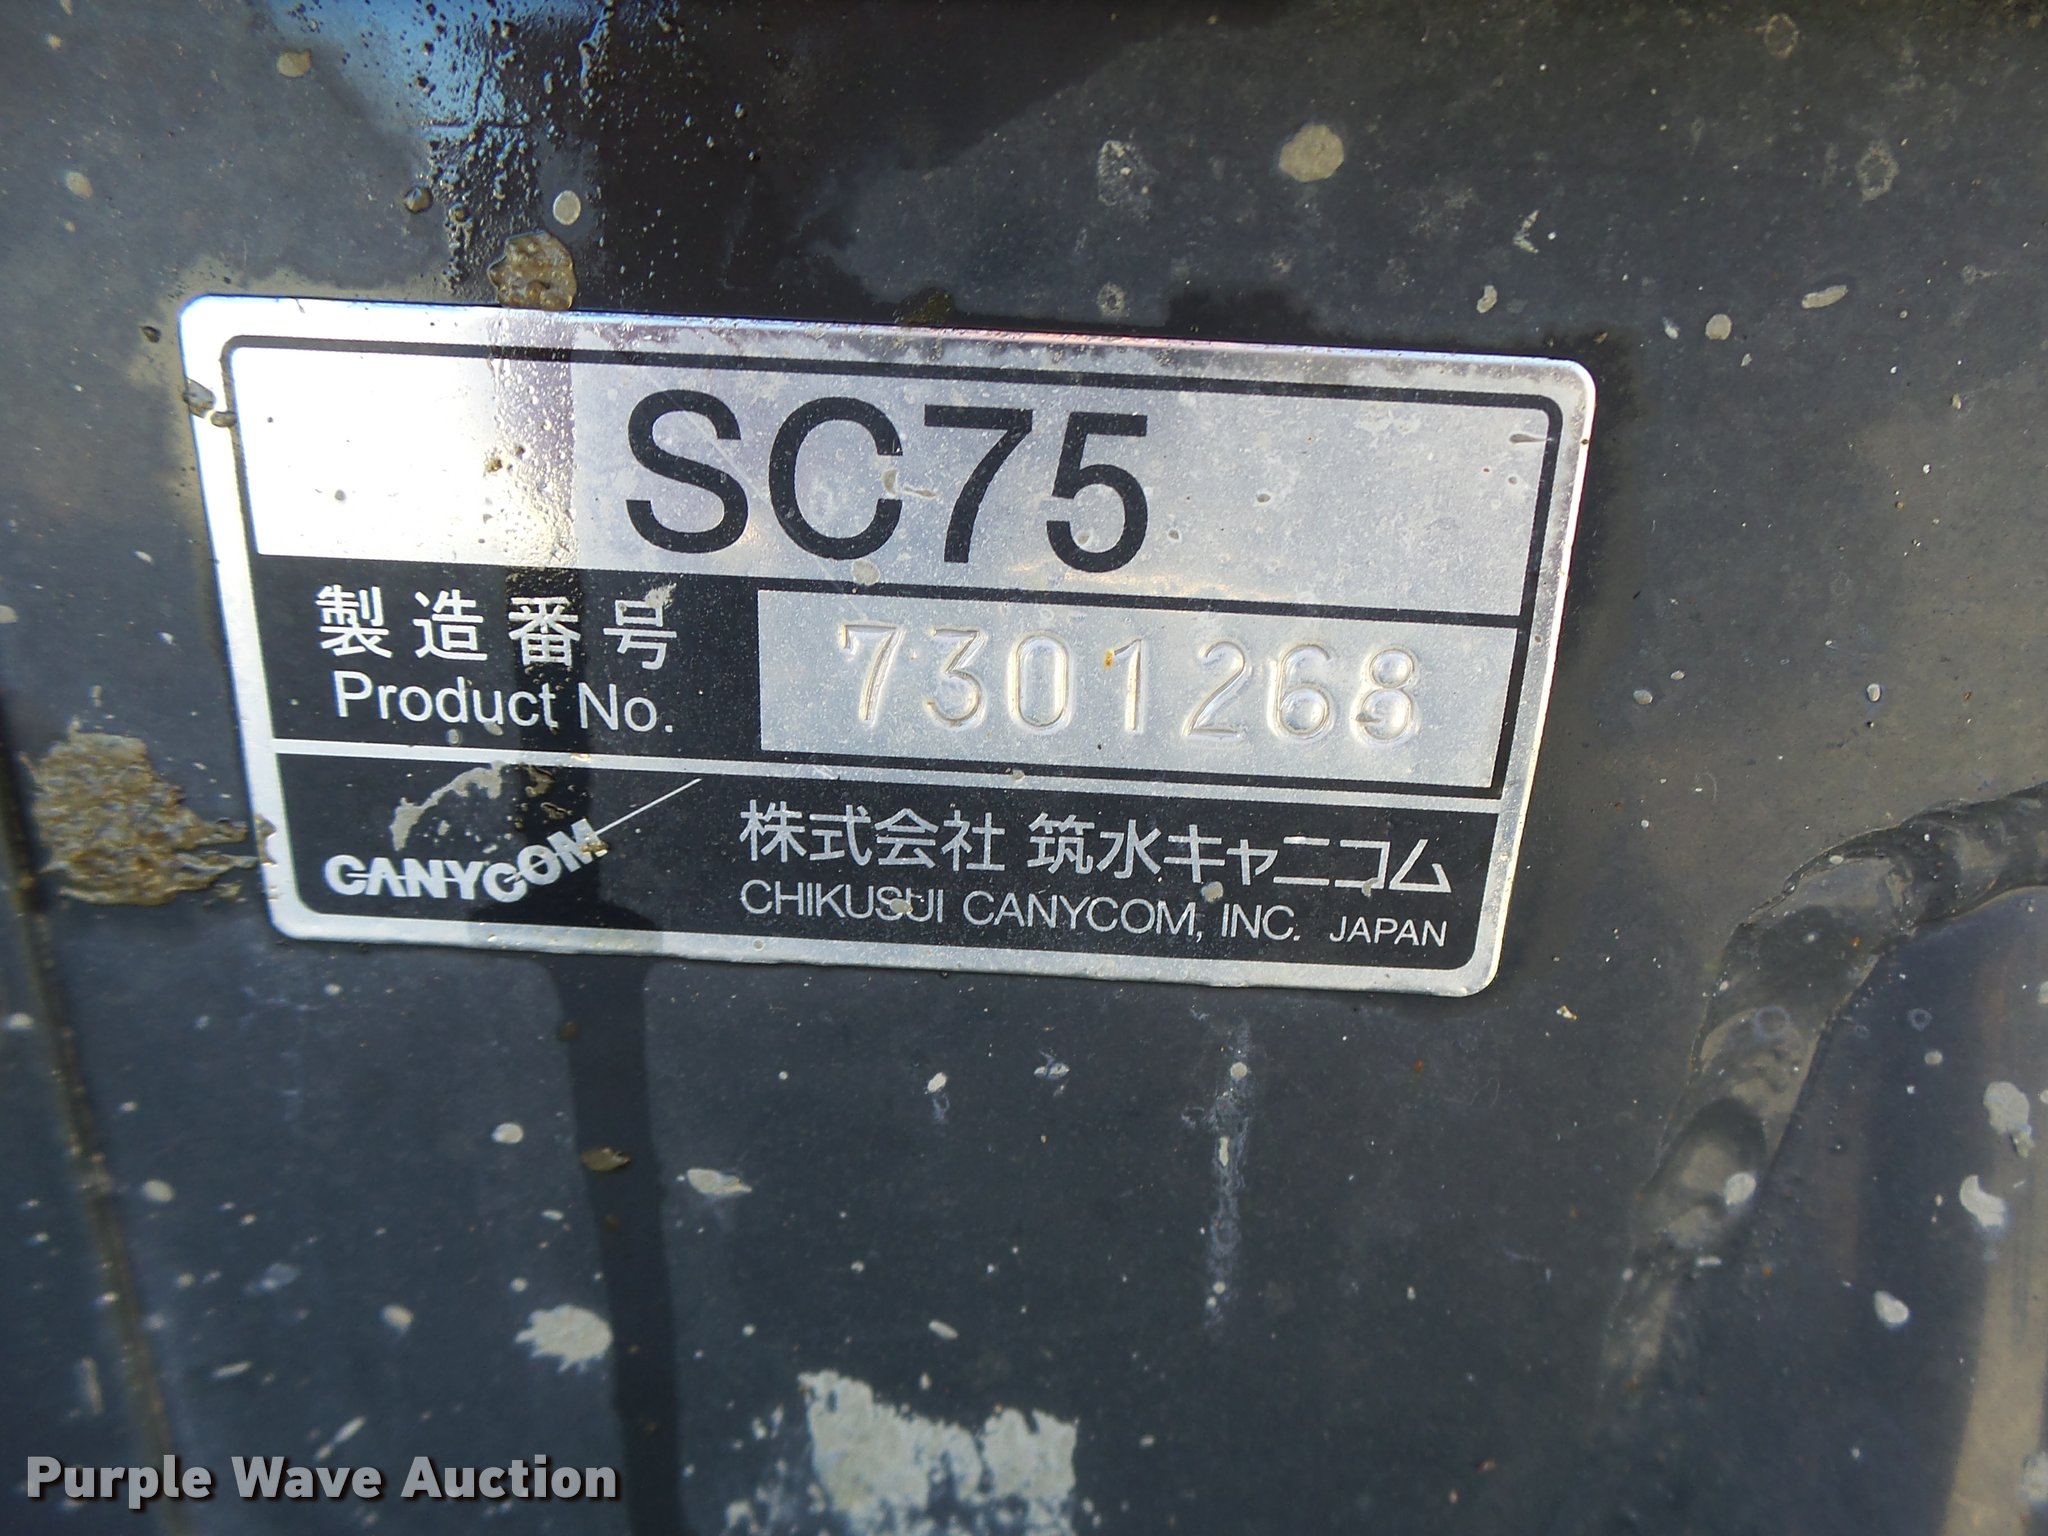 SC75
製造番号
Product No.
7301268
CANYCOM
株式会社 筑水キャニコム
CHIKUSUI CANYCOM, INC. JAPAN
Purple Wave Auction